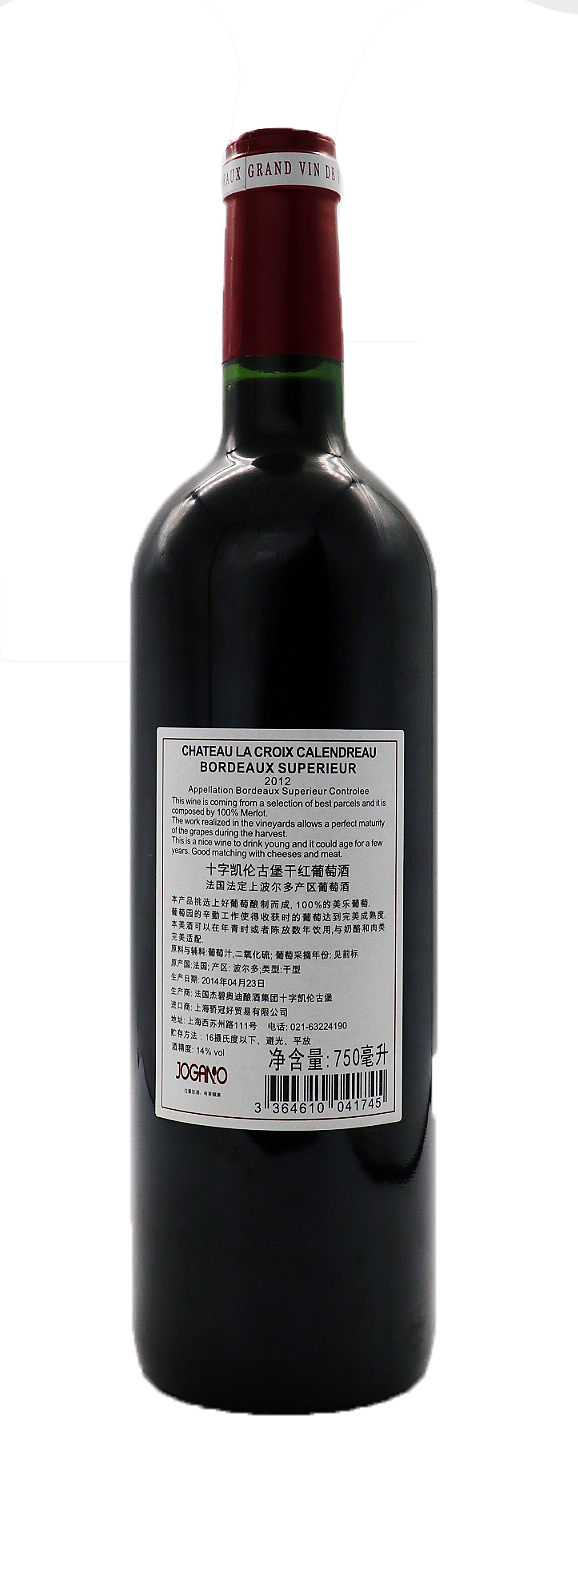 GRAND VIN DE
CHATEAU LA CROIX CALENDREAU
BORDEAUX SUPERIEUR
2012
Appellation Bordeaux Superieur Controlee
This wine is coming from a selection of best parcels and it is
composed by 100% Merlot.
The work realized in the vineyards allows a perfect maturity
of the grapes during the harvest.
This is a nice wine to drink young and it could age for a few
years. Good matching with cheeses and meat.
十字凯伦古堡干红葡萄酒
法国法定上波尔多产区葡萄酒
本产品挑选上好葡萄酿制而成, 100%的美乐葡萄.
葡萄园的辛勤工作使得收获时的葡萄达到完美成熟度.
本美酒可以在年青时或者陈放数年饮用,与奶酪和肉类
完美适配.
原料与辅料:葡萄汁,二氧化硫; 葡萄采摘年份: 见前标
原产国:法国; 产区: 波尔多;类型:干型
生产日期: 2014年04月23日
生产商: 法国杰碧奥迪酿酒集团十字凯伦古堡
进口商: 上海骄冠好贸易有限公司
地址: 上海西苏州路111号 电话: 021-63224190
贮存方法：16摄氏度以下、避光、平放
酒精度: 14% vol
净含量: 750毫升
JOGANO
3 364610 041745